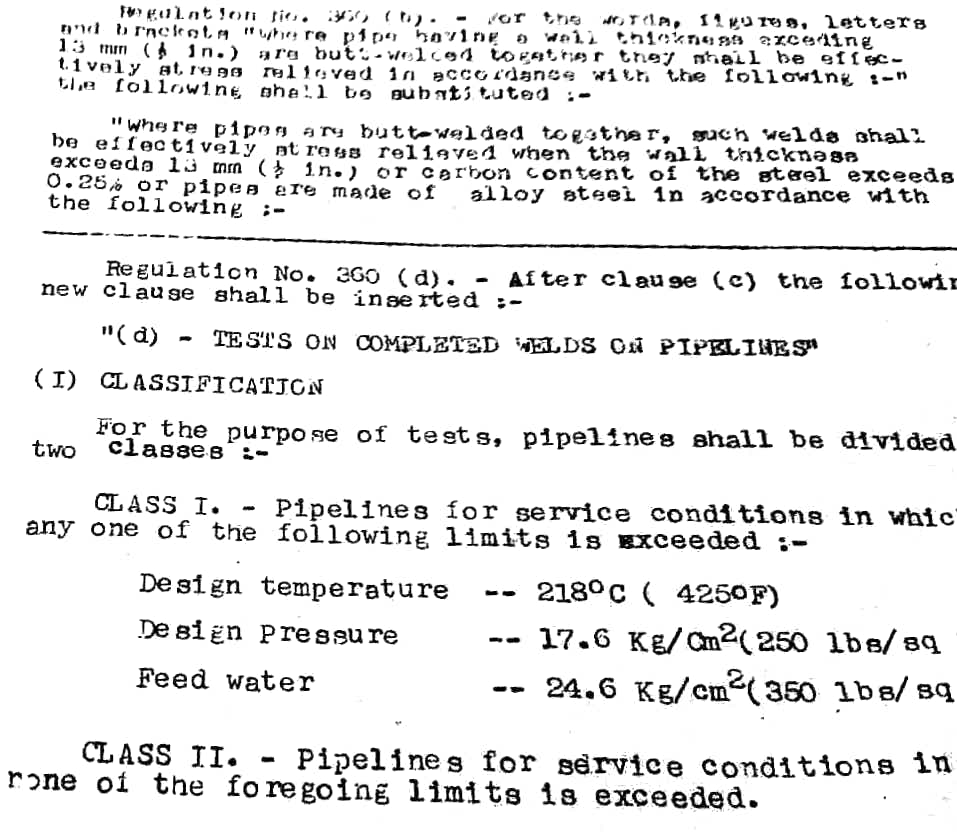 Regulation No. 360 (b). - For the words, figures, letters
and brackets "where pipe having a wall thickness exceding
13 mm (½ in.) are butt-welded together they shall be effec-
tively stress relieved in accordance with the following :-"
the following shall be substituted :-
"Where pipes are butt-welded together, such welds shall
be effectively stress relieved when the wall thickness
exceeds 13 mm (½ in.) or carbon content of the steel exceeds
0.25% or pipes are made of alloy steel in accordance with
the following :-
Regulation No. 360 (d). - After clause (c) the followin
new clause shall be inserted :-
"(d) - TESTS ON COMPLETED WELDS ON PIPELINES"
(I) CLASSIFICATION
For the purpose of tests, pipelines shall be divided
two classes :-
CLASS I. - Pipelines for service conditions in whic
any one of the following limits is exceeded :-
Design temperature -- 218°C ( 425°F)
Design Pressure -- 17.6 Kg/Cm²(250 lbs/sq
Feed water -- 24.6 Kg/cm²(350 lbs/sq
CLASS II. - Pipelines for service conditions in
none of the foregoing limits is exceeded.